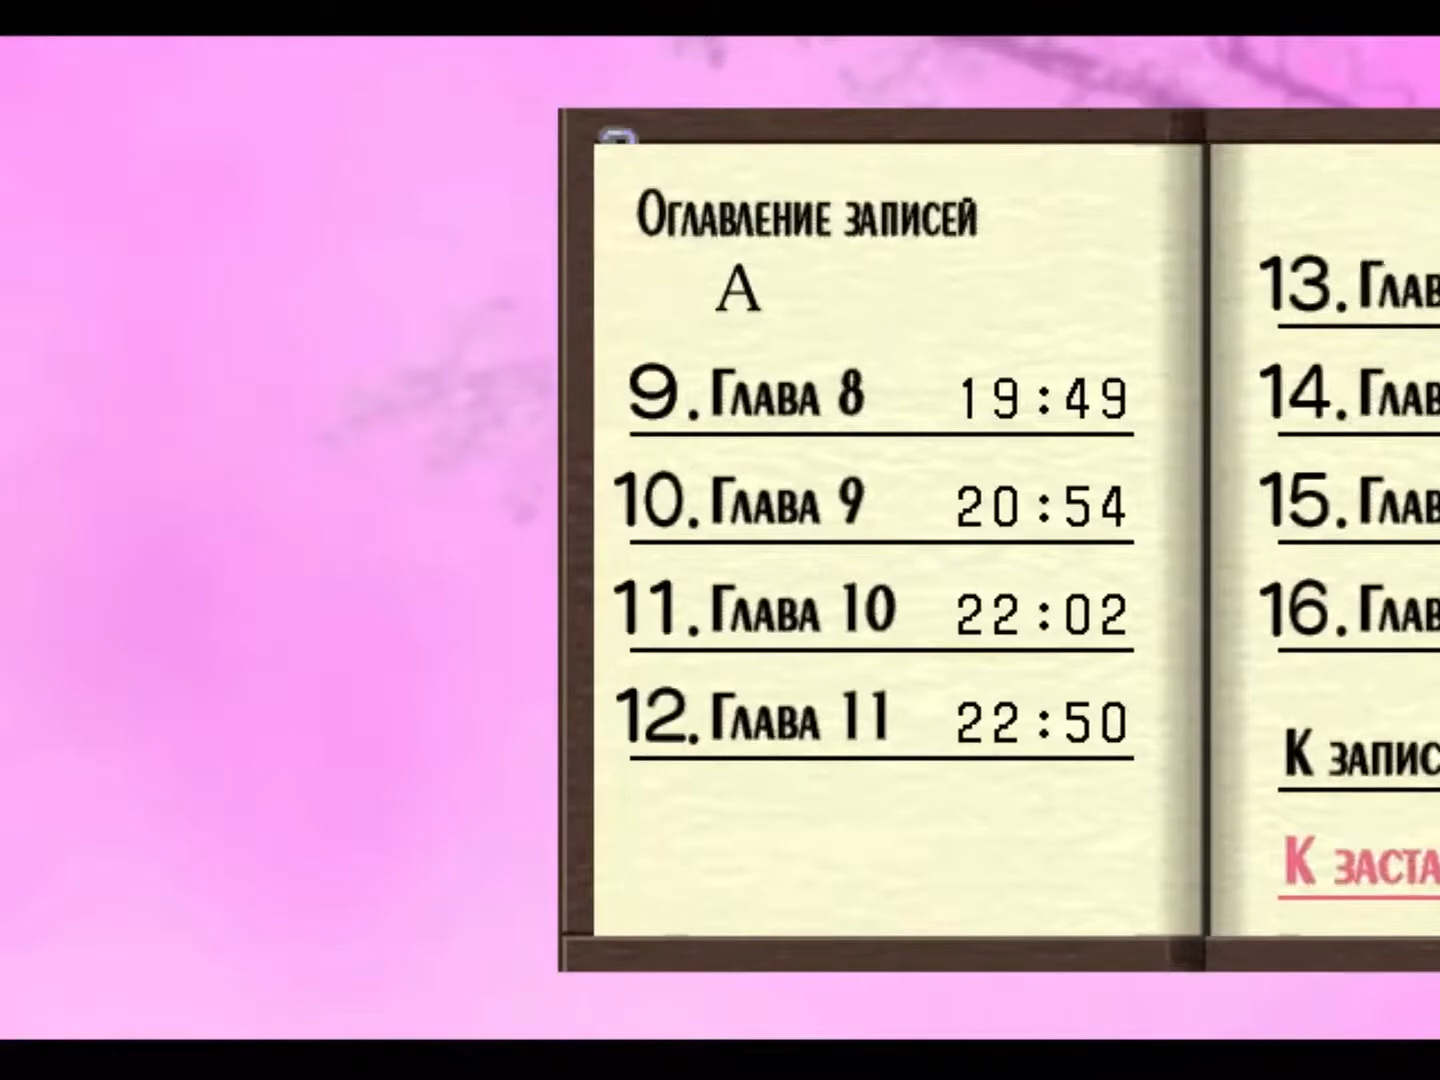 Оглавление записей
А
9. Глава 8 19:49
10. Глава 9 20:54
11. Глава 10 22:02
12. Глава 11 22:50
13.
14.
15.
16.
К
К